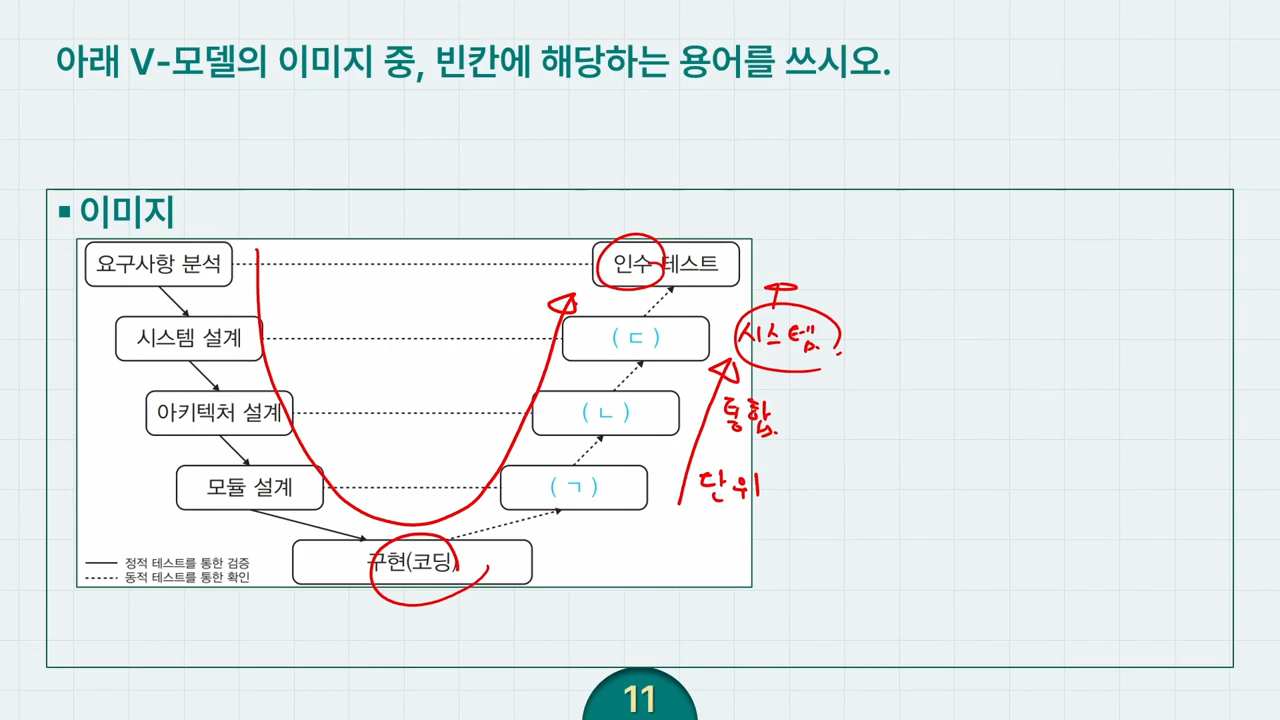 아래 V-모델의 이미지 중, 빈칸에 해당하는 용어를 쓰시오.
▪ 이미지
요구사항 분석
인수 테스트
시스템 설계
( ㄷ )
시스템
아키텍처 설계
( ㄴ )
통합
모듈 설계
( ㄱ )
단위
구현(코딩)
정적 테스트를 통한 검증
동적 테스트를 통한 확인
11